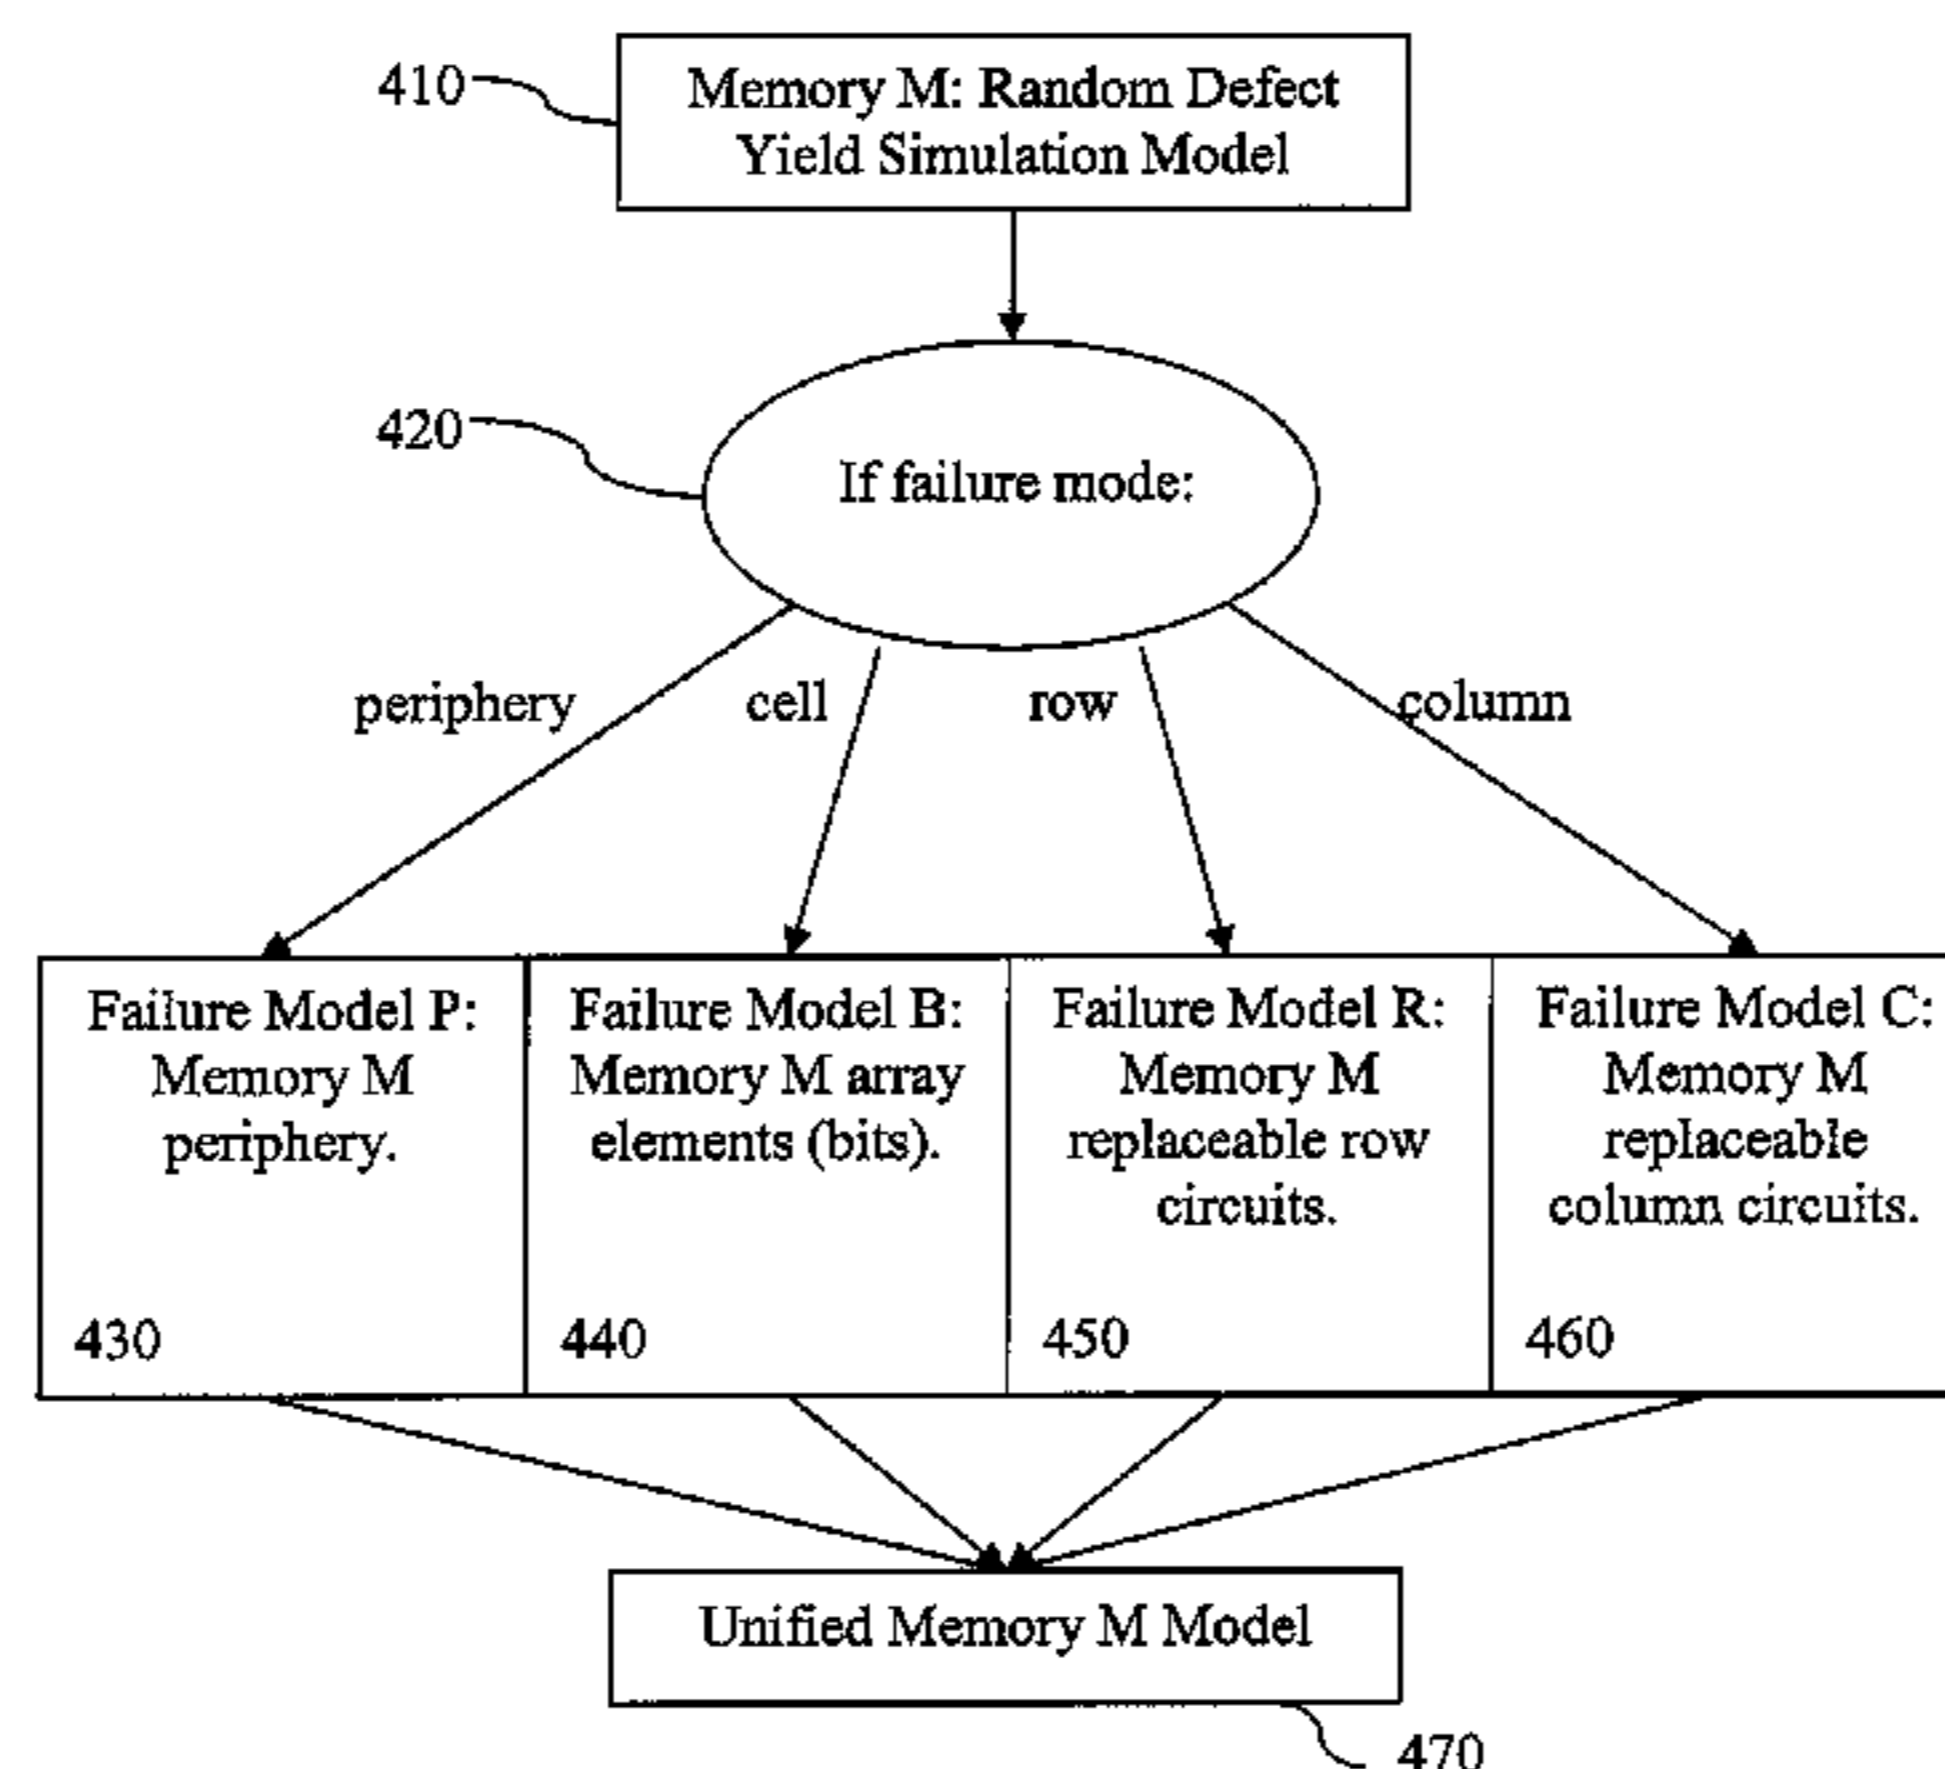 410
Memory M: Random Defect
Yield Simulation Model
420
If failure mode:
periphery
cell
row
column
Failure Model P:
Memory M
periphery.
430
Failure Model B:
Memory M array
elements (bits).
440
Failure Model R:
Memory M
replaceable row
circuits.
450
Failure Model C:
Memory M
replaceable
column circuits.
460
Unified Memory M Model
470